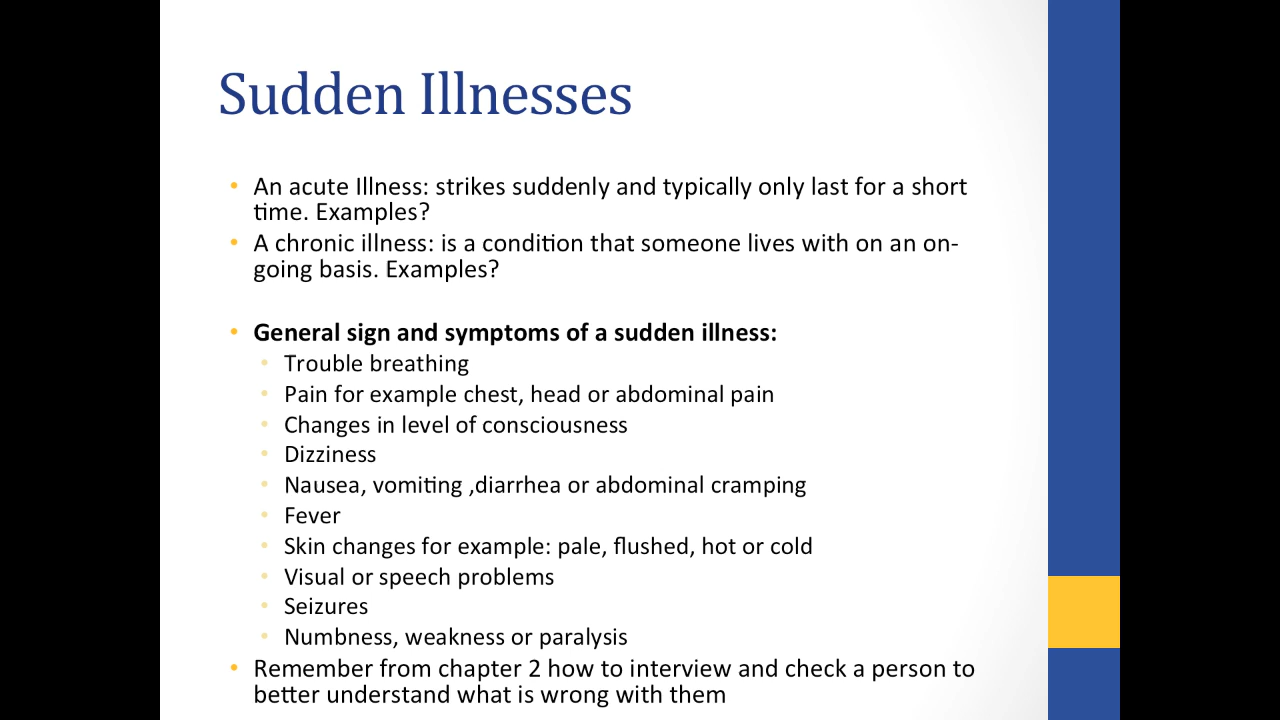 Sudden Illnesses
• An acute Illness: strikes suddenly and typically only last for a short
time. Examples?
• A chronic illness: is a condition that someone lives with on an on-
going basis. Examples?
• General sign and symptoms of a sudden illness:
• Trouble breathing
• Pain for example chest, head or abdominal pain
• Changes in level of consciousness
• Dizziness
• Nausea, vomiting ,diarrhea or abdominal cramping
• Fever
• Skin changes for example: pale, flushed, hot or cold
• Visual or speech problems
• Seizures
• Numbness, weakness or paralysis
• Remember from chapter 2 how to interview and check a person to
better understand what is wrong with them